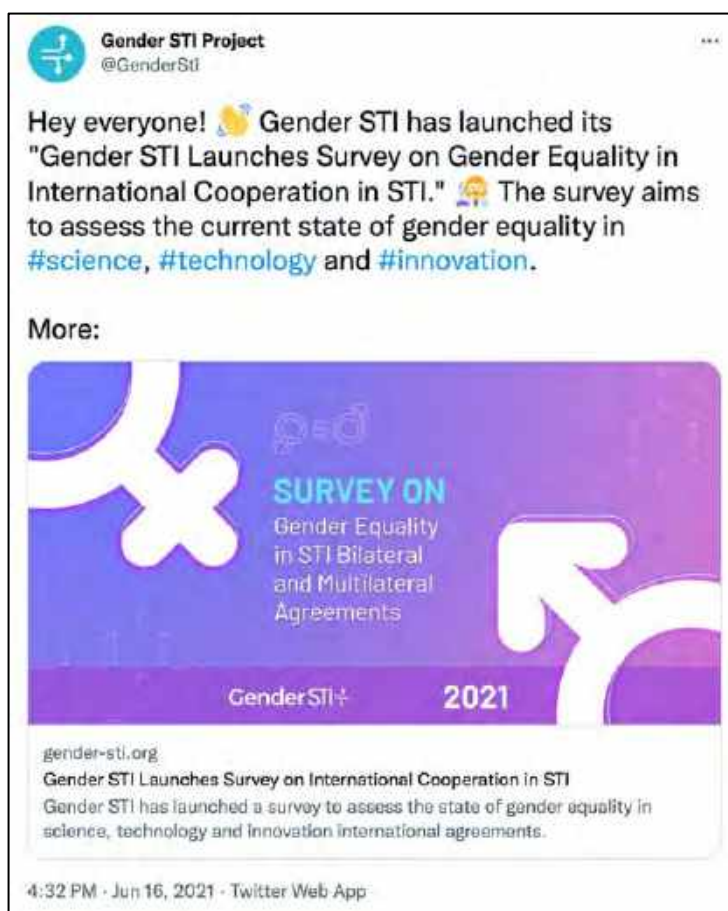 Gender STI Project
@GenderSti
Hey everyone! 👋 Gender STI has launched its
"Gender STI Launches Survey on Gender Equality in
International Cooperation in STI." The survey aims
to assess the current state of gender equality in
#science, #technology and #innovation.
More:
SURVEY ON
Gender Equality
in STI Bilateral
and Multilateral
Agreements
GenderSTI
2021
gender-sti.org
Gender STI Launches Survey on International Cooperation in STI
Gender STI has launched a survey to assess the state of gender equality in
science, technology and innovation international agreements.
4:32 PM · Jun 16, 2021 · Twitter Web App